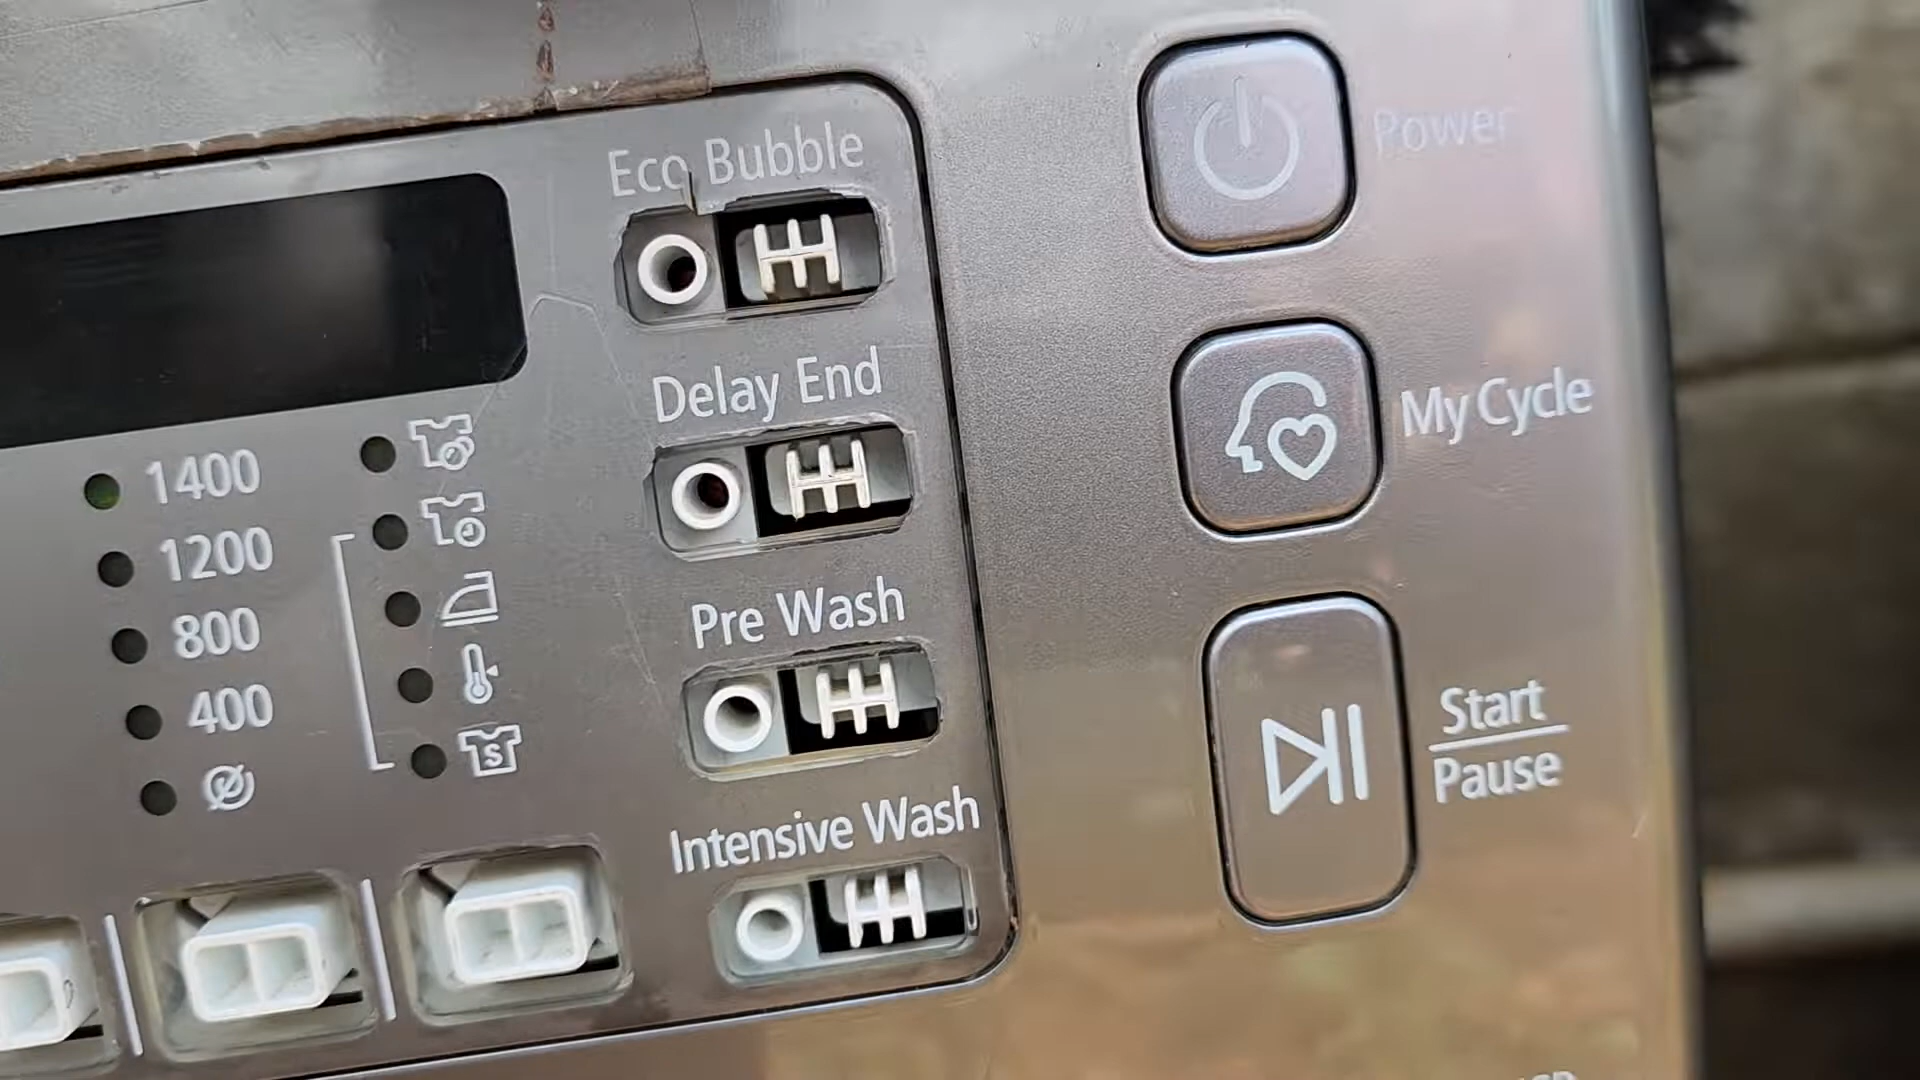 Eco Bubble
Delay End
Pre Wash
Intensive Wash
1400
1200
800
400
S
Power
My Cycle
Start
Pause